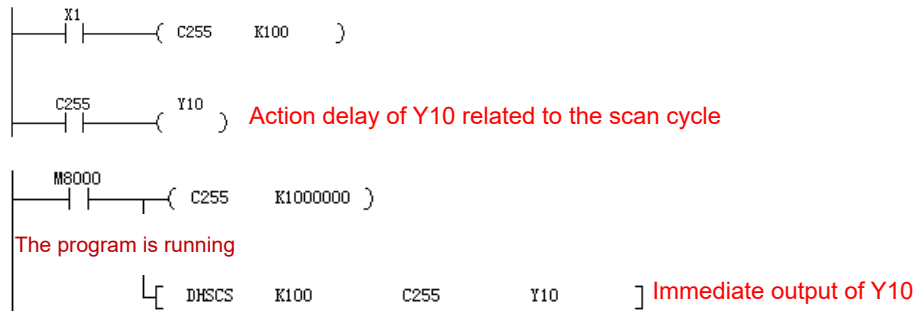 X1
C255 K100
C255 Y10 Action delay of Y10 related to the scan cycle
M8000
C255 K1000000
The program is running
DHSCS K100 C255 Y10 Immediate output of Y10